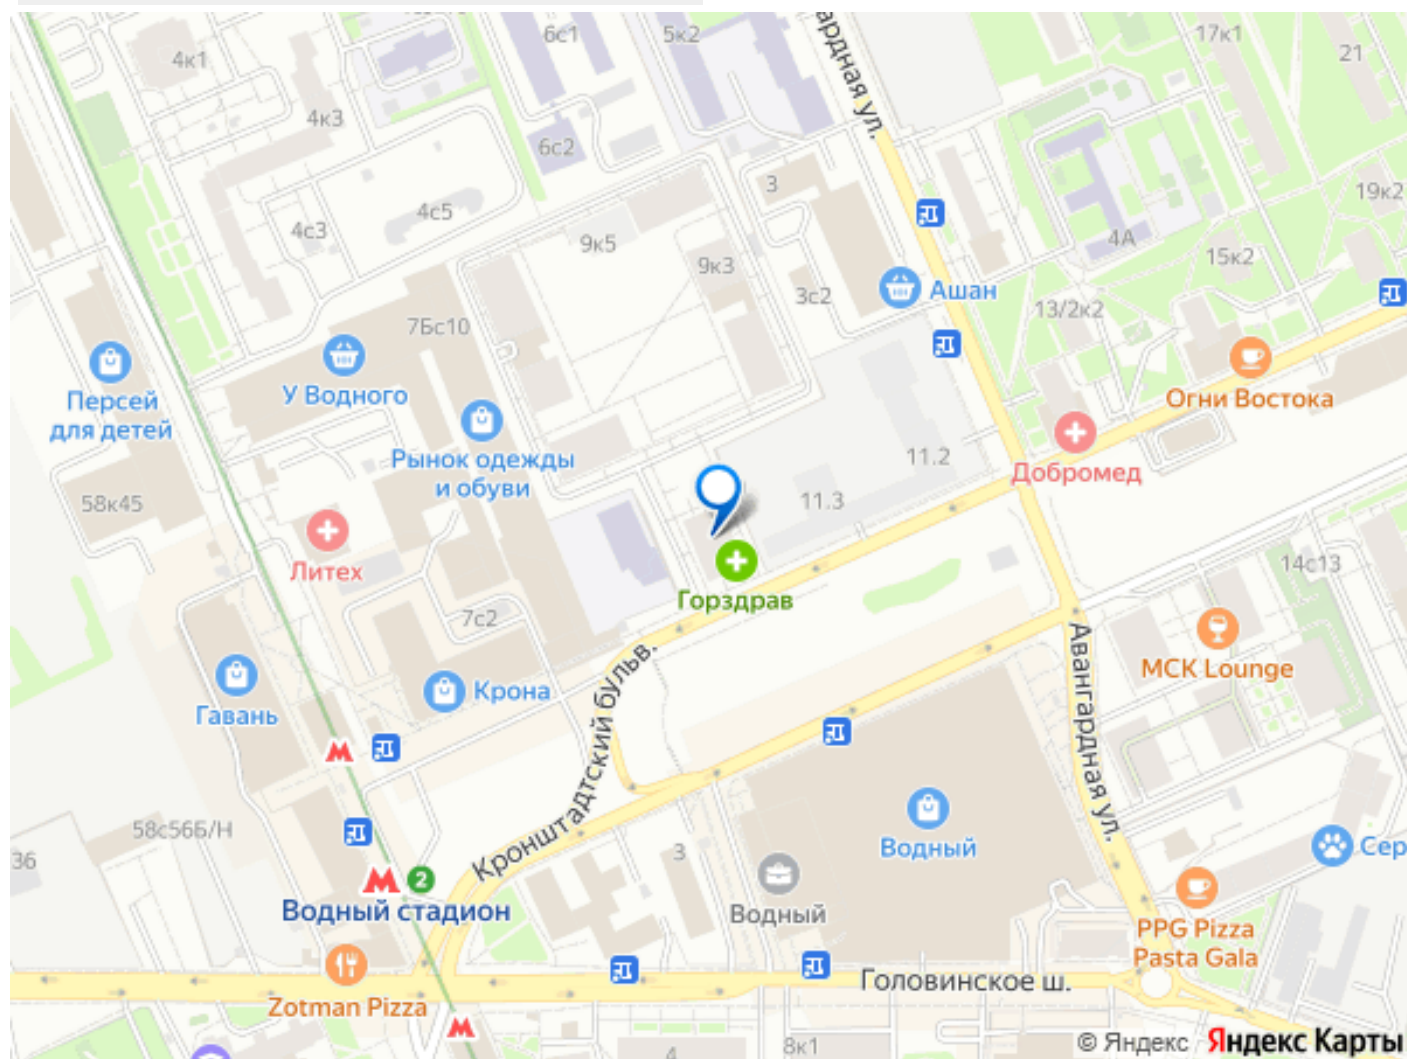 6с1
5к2
17к1
21
4к1
ардная ул.
4к3
6с2
3
19к2
4с5
4с3
9к5
4А
15к2
9к3
3с2
Ашан
13/2к2
7Бс10
У Водного
Персей
для детей
Огни Востока
Рынок одежды
и обуви
11.2
Добромед
58к45
11.3
Литех
14с13
Горздрав
7с2
Авангардная ул.
МСК Lounge
Крона
Гавань
Кронштадтский бульв.
58с56Б/Н
36
3
Водный
Сер
2
Водный стадион
Водный
PPG Pizza
Pasta Gala
Головинское ш.
Zotman Pizza
4
8к1
© Яндекс Яндекс Карты